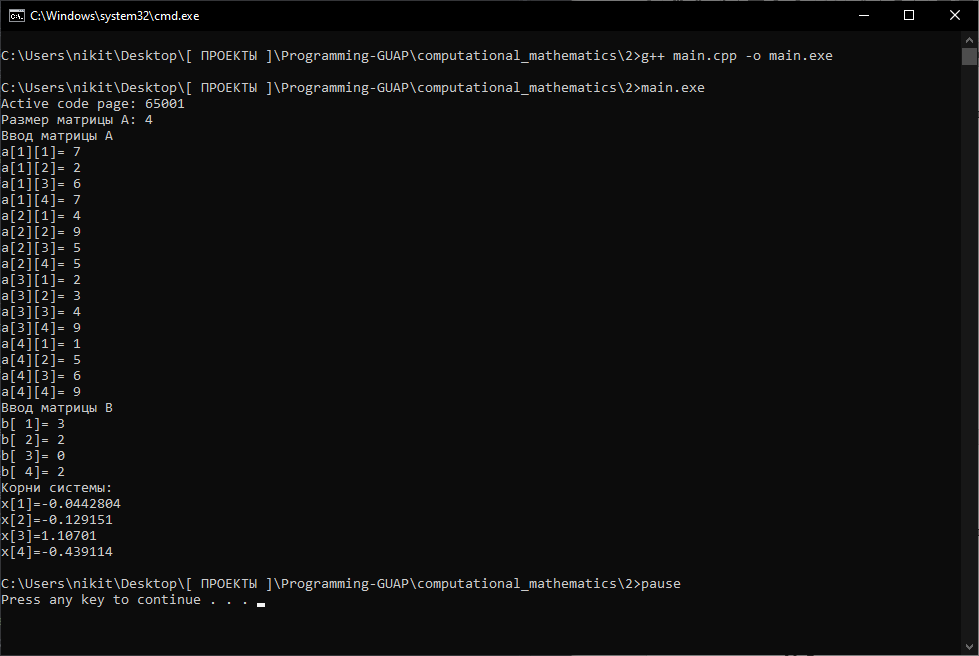 C:\Windows\system32\cmd.exe
C:\Users\nikit\Desktop\[ ПРОЕКТЫ ]\Programming-GUAP\computational_mathematics\2>g++ main.cpp -o main.exe
C:\Users\nikit\Desktop\[ ПРОЕКТЫ ]\Programming-GUAP\computational_mathematics\2>main.exe
Active code page: 65001
Размер матрицы A: 4
Ввод матрицы A
a[1][1]= 7
a[1][2]= 2
a[1][3]= 6
a[1][4]= 7
a[2][1]= 4
a[2][2]= 9
a[2][3]= 5
a[2][4]= 5
a[3][1]= 2
a[3][2]= 3
a[3][3]= 4
a[3][4]= 9
a[4][1]= 1
a[4][2]= 5
a[4][3]= 6
a[4][4]= 9
Ввод матрицы B
b[ 1]= 3
b[ 2]= 2
b[ 3]= 0
b[ 4]= 2
Корни системы:
x[1]=-0.0442804
x[2]=-0.129151
x[3]=1.10701
x[4]=-0.439114
C:\Users\nikit\Desktop\[ ПРОЕКТЫ ]\Programming-GUAP\computational_mathematics\2>pause
Press any key to continue . . .